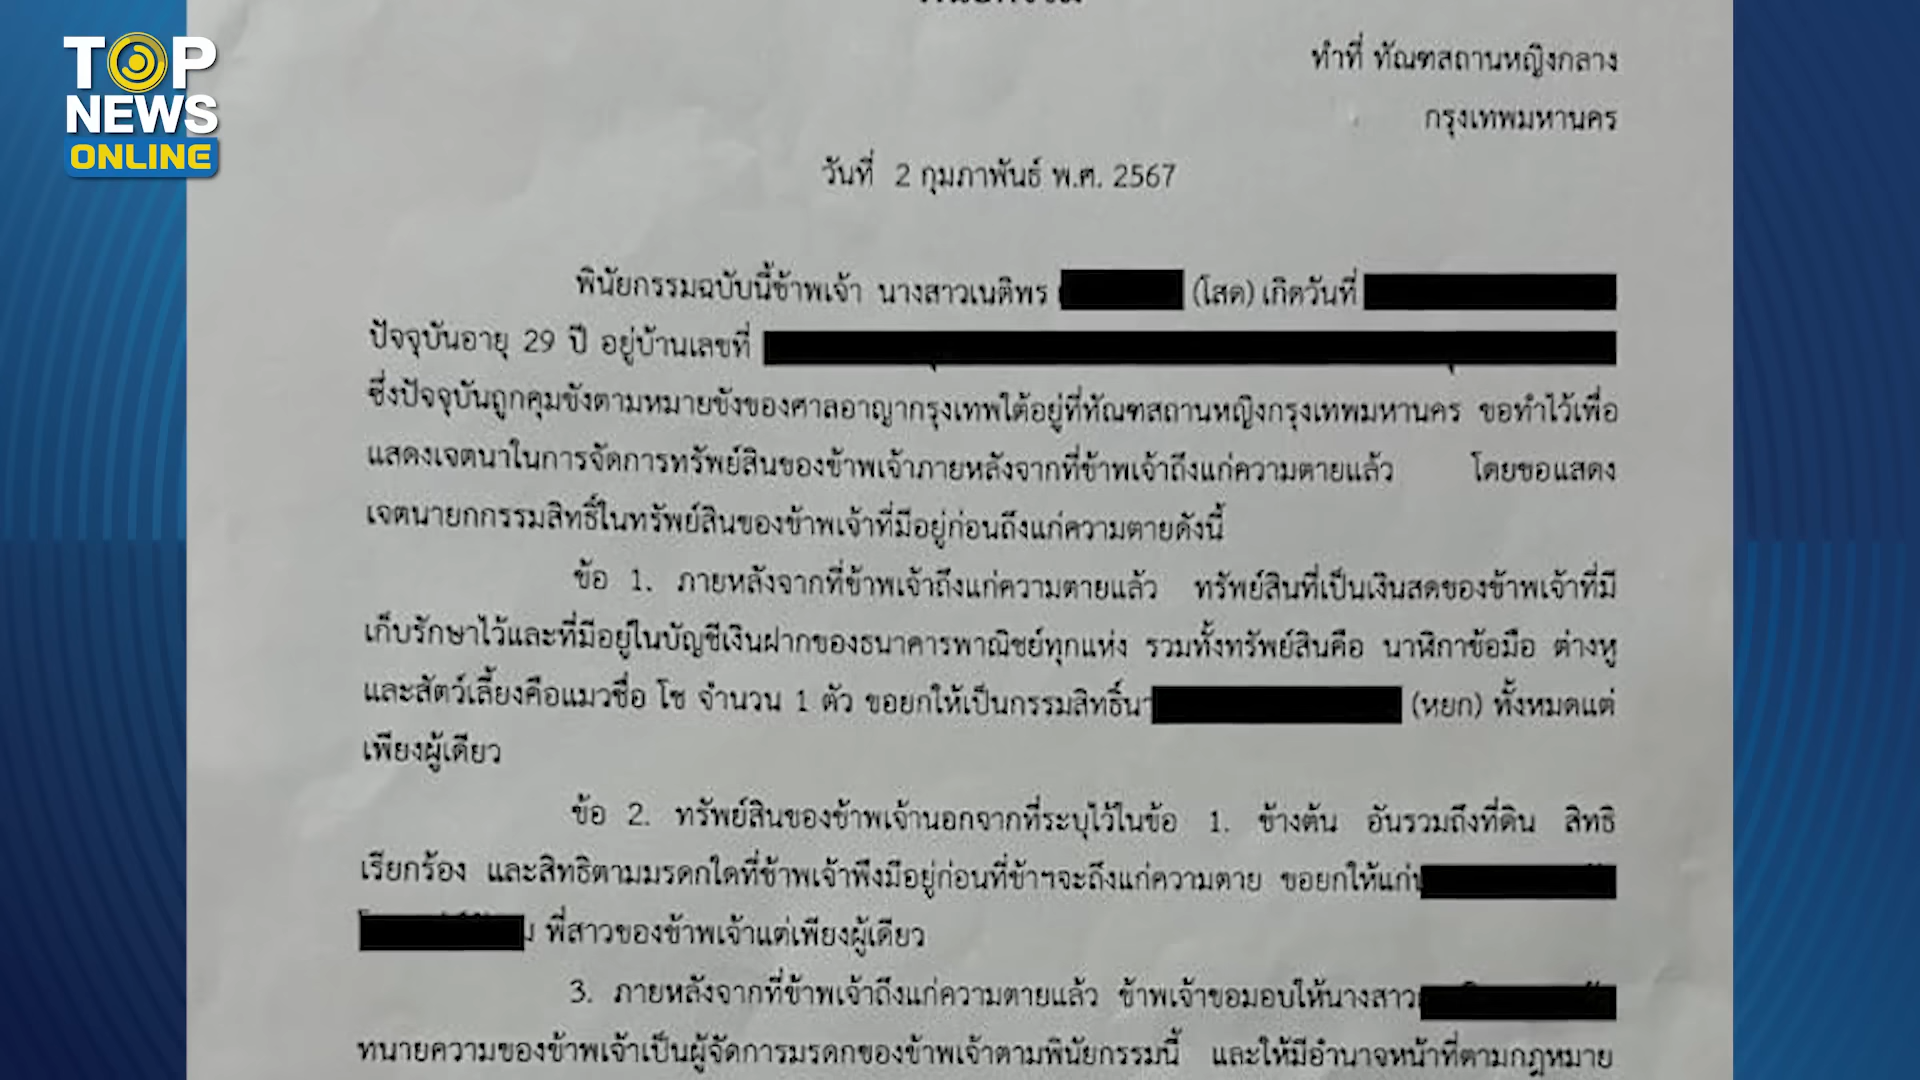 TOP
NEWS
ONLINE
ทำที่ ทัณฑสถานหญิงกลาง
กรุงเทพมหานคร
วันที่ 2 กุมภาพันธ์ พ.ศ. 2567
พินัยกรรมฉบับนี้ข้าพเจ้า นางสาวเนติพร (โสด) เกิดวันที่
ปัจจุบันอายุ 29 ปี อยู่บ้านเลขที่
ซึ่งปัจจุบันถูกคุมขังตามหมายขังของศาลอาญากรุงเทพใต้อยู่ที่ทัณฑสถานหญิงกรุงเทพมหานคร ขอทำไว้เพื่อ
แสดงเจตนาในการจัดการทรัพย์สินของข้าพเจ้าภายหลังจากที่ข้าพเจ้าถึงแก่ความตายแล้ว โดยขอแสดง
เจตนายกกรรมสิทธิ์ในทรัพย์สินของข้าพเจ้าที่มีอยู่ก่อนถึงแก่ความตายดังนี้
ข้อ 1. ภายหลังจากที่ข้าพเจ้าถึงแก่ความตายแล้ว ทรัพย์สินที่เป็นเงินสดของข้าพเจ้าที่มี
เก็บรักษาไว้และที่มีอยู่ในบัญชีเงินฝากของธนาคารพาณิชย์ทุกแห่ง รวมทั้งทรัพย์สินคือ นาฬิกาข้อมือ ต่างหู
และสัตว์เลี้ยงคือแมวชื่อ โช จำนวน 1 ตัว ขอยกให้เป็นกรรมสิทธิ์ (หยก) ทั้งหมดแต่
เพียงผู้เดียว
ข้อ 2. ทรัพย์สินของข้าพเจ้านอกจากที่ระบุไว้ในข้อ 1. ข้างต้น อันรวมถึงที่ดิน สิทธิ
เรียกร้อง และสิทธิตามมรดกใดที่ข้าพเจ้าพึงมีอยู่ก่อนที่ข้าฯจะถึงแก่ความตาย ขอยกให้แก่
พี่สาวของข้าพเจ้าแต่เพียงผู้เดียว
3. ภายหลังจากที่ข้าพเจ้าถึงแก่ความตายแล้ว ข้าพเจ้าขอมอบให้นางสาว
ทนายความของข้าพเจ้าเป็นผู้จัดการมรดกของข้าพเจ้าตามพินัยกรรมนี้ และให้มีอำนาจหน้าที่ตามกฎหมาย